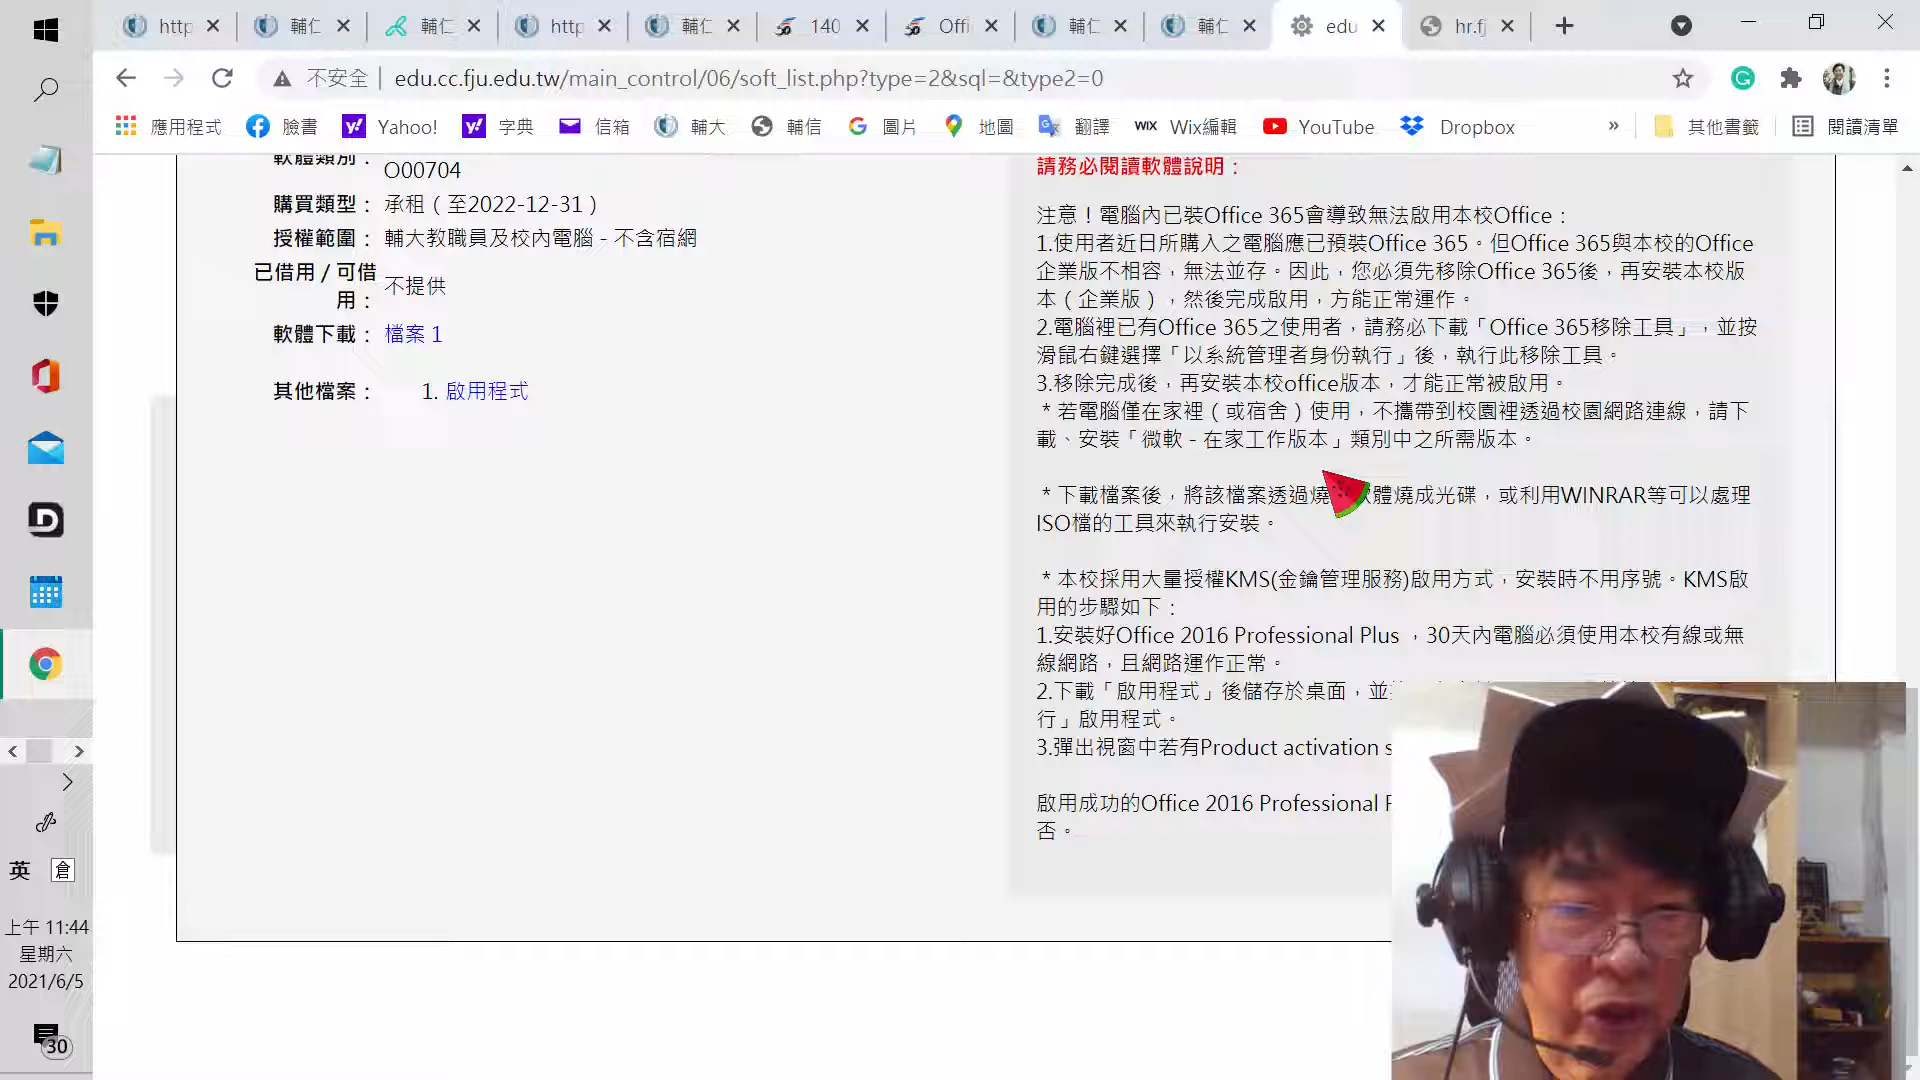 http
輔仁
輔仁
http
輔仁
140
Offi
輔仁
輔仁
edu
hr.fj
不安全
edu.cc.fju.edu.tw/main_control/06/soft_list.php?type=2&sql=&type2=0
應用程式
臉書
Yahoo!
字典
信箱
輔大
輔信
圖片
地圖
翻譯
WIX Wix編輯
YouTube
Dropbox
»
其他書籤
閱讀清單
軟體類別：
O00704
購買類型： 承租（至2022-12-31）
授權範圍： 輔大教職員及校內電腦－不含宿網
已借用 / 可借
用： 不提供
軟體下載： 檔案 1
其他檔案： 1. 啟用程式
請務必閱讀軟體說明：
注意！電腦內已裝Office 365會導致無法啟用本校Office：
1.使用者近日所購入之電腦應已預裝Office 365。但Office 365與本校的Office
企業版不相容，無法並存。因此，您必須先移除Office 365後，再安裝本校版
本（企業版），然後完成啟用，方能正常運作。
2.電腦裡已有Office 365之使用者，請務必下載「Office 365移除工具」，並按
滑鼠右鍵選擇「以系統管理者身份執行」後，執行此移除工具。
3.移除完成後，再安裝本校office版本，才能正常被啟用。
＊若電腦僅在家裡（或宿舍）使用，不攜帶到校園裡透過校園網路連線，請下
載、安裝「微軟－在家工作版本」類別中之所需版本。
＊下載檔案後，將該檔案透過燒 體燒成光碟，或利用WINRAR等可以處理
ISO檔的工具來執行安裝。
＊本校採用大量授權KMS(金鑰管理服務)啟用方式，安裝時不用序號。KMS啟
用的步驟如下：
1.安裝好Office 2016 Professional Plus ，30天內電腦必須使用本校有線或無
線網路，且網路運作正常。
2.下載「啟用程式」後儲存於桌面，並
行」啟用程式。
3.彈出視窗中若有Product activation s
啟用成功的Office 2016 Professional P
否。
英
倉
上午 11:44
星期六
2021/6/5
30